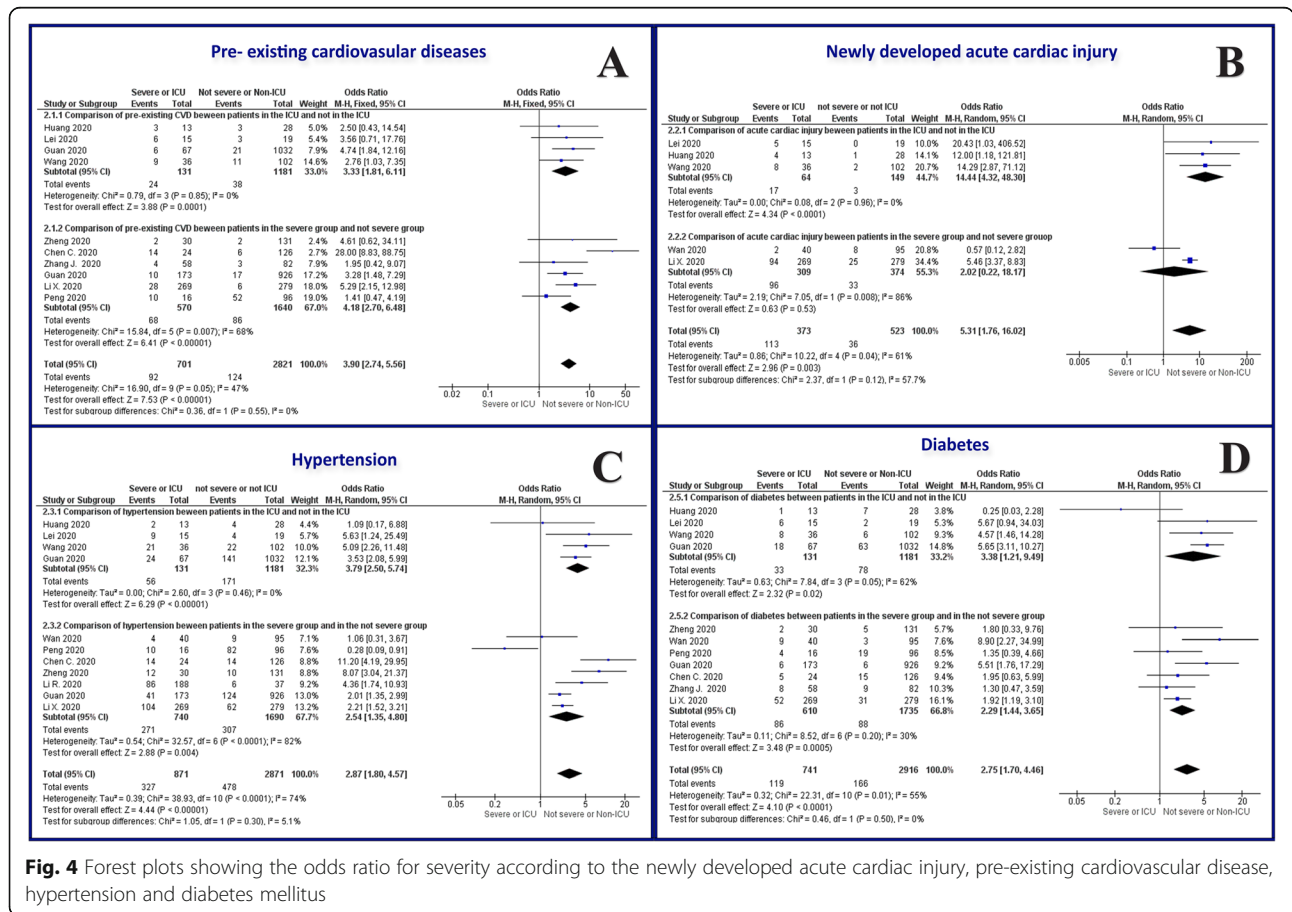 Pre- existing cardiovascular diseases
A
Severe or ICU Not severe or Non-ICU Odds Ratio Odds Ratio
Study or Subgroup Events Total Events Total Weight M-H, Fixed, 95% CI M-H, Fixed, 95% CI
2.1.1 Comparison of pre-existing CVD beween patients in the ICU and not in the ICU
Huang 2020 3 13 3 28 5.0% 2.50 [0.43, 14.54]
Lei 2020 6 15 3 19 5.4% 3.56 [0.71, 17.76]
Guan 2020 6 67 21 1032 7.9% 4.74 [1.84, 12.16]
Wang 2020 9 36 11 102 14.6% 2.76 [1.03, 7.35]
Subtotal (95% CI) 131 1181 33.0% 3.33 [1.81, 6.11]
Total events 24 38
Heterogeneity: Chi² = 0.79, df = 3 (P = 0.85); I² = 0%
Test for overall effect: Z = 3.88 (P = 0.0001)
2.1.2 Comparison of pre-existing CVD beween patients in the severe group and not severe group
Zheng 2020 2 30 2 131 2.4% 4.61 [0.62, 34.11]
Chen C. 2020 14 24 6 126 2.8% 28.00 [8.83, 88.75]
Zhang J. 2020 4 58 3 82 7.9% 1.95 [0.42, 9.07]
Guan 2020 10 173 17 926 17.2% 3.28 [1.48, 7.29]
Li X. 2020 28 269 6 279 17.6% 5.29 [2.15, 12.98]
Peng 2020 10 16 52 96 19.0% 1.41 [0.47, 4.19]
Subtotal (95% CI) 570 1640 67.0% 4.18 [2.70, 6.48]
Total events 68 86
Heterogeneity: Chi² = 15.84, df = 5 (P = 0.007); I² = 68%
Test for overall effect: Z = 6.41 (P < 0.00001)
Total (95% CI) 701 2821 100.0% 3.90 [2.74, 5.56]
Total events 92 124
Heterogeneity: Chi² = 16.90, df = 9 (P = 0.05); I² = 47%
Test for overall effect: Z = 7.53 (P < 0.00001)
Test for subgroup differences: Chi² = 0.36, df = 1 (P = 0.55), I² = 0%
0.02 0.1 1 10 50
Severe or ICU Not severe or Non-ICU
Newly developed acute cardiac injury
B
Severe or ICU not severe or not ICU Odds Ratio Odds Ratio
Study or Subgroup Events Total Events Total Weight M-H, Random, 95% CI M-H, Random, 95% CI
2.2.1 Comparison of acute cardiac injury beween patients in the ICU and not in the ICU
Lei 2020 5 15 0 19 10.0% 20.43 [1.03, 406.52]
Huang 2020 4 13 1 28 14.1% 12.00 [1.18, 121.81]
Wang 2020 8 36 2 102 20.7% 14.29 [2.87, 71.12]
Subtotal (95% CI) 64 149 44.7% 14.44 [4.32, 48.30]
Total events 17 3
Heterogeneity: Tau² = 0.00; Chi² = 0.08, df = 2 (P = 0.96); I² = 0%
Test for overall effect: Z = 4.34 (P < 0.0001)
2.2.2 Comparison of acute cardiac injury beween patients in the severe group and not severe grouop
Wan 2020 2 40 8 95 20.8% 0.57 [0.12, 2.82]
Li X. 2020 94 269 25 279 34.4% 5.46 [3.37, 8.83]
Subtotal (95% CI) 309 374 55.3% 2.02 [0.22, 18.17]
Total events 96 33
Heterogeneity: Tau² = 2.19; Chi² = 7.05, df = 1 (P = 0.008); I² = 86%
Test for overall effect: Z = 0.63 (P = 0.53)
Total (95% CI) 373 523 100.0% 5.31 [1.76, 16.02]
Total events 113 36
Heterogeneity: Tau² = 0.86; Chi² = 10.22, df = 4 (P = 0.04); I² = 61%
Test for overall effect: Z = 2.96 (P = 0.003)
Test for subgroup differences: Chi² = 2.37, df = 1 (P = 0.12), I² = 57.7%
0.005 0.1 1 10 200
Severe or ICU Not severe or Non-ICU
Hypertension
C
Severe or ICU not severe or not ICU Odds Ratio Odds Ratio
Study or Subgroup Events Total Events Total Weight M-H, Random, 95% CI M-H, Random, 95% CI
2.3.1 Comparison of hypertension beween patients in the ICU and not in the ICU
Huang 2020 2 13 4 28 4.4% 1.09 [0.17, 6.88]
Lei 2020 9 15 4 19 5.7% 5.63 [1.24, 25.49]
Wang 2020 21 36 22 102 10.0% 5.09 [2.26, 11.48]
Guan 2020 24 67 141 1032 12.1% 3.53 [2.08, 5.99]
Subtotal (95% CI) 131 1181 32.3% 3.79 [2.50, 5.74]
Total events 56 171
Heterogeneity: Tau² = 0.00; Chi² = 2.60, df = 3 (P = 0.46); I² = 0%
Test for overall effect: Z = 6.29 (P < 0.00001)
2.3.2 Comparison of hypertension beween patients in the severe group and in the not severe group
Wan 2020 4 40 9 95 7.1% 1.06 [0.31, 3.67]
Peng 2020 10 16 82 96 7.6% 0.28 [0.09, 0.91]
Chen C. 2020 14 24 14 126 8.8% 11.20 [4.19, 29.95]
Zheng 2020 12 30 10 131 9.1% 8.07 [3.04, 21.37]
Li R. 2020 86 188 6 37 9.2% 4.36 [1.74, 10.93]
Guan 2020 41 173 124 926 13.0% 2.01 [1.35, 2.99]
Li X. 2020 104 269 62 279 12.9% 2.21 [1.52, 3.21]
Subtotal (95% CI) 740 1690 67.7% 2.54 [1.35, 4.80]
Total events 271 307
Heterogeneity: Tau² = 0.54; Chi² = 32.57, df = 6 (P < 0.0001); I² = 82%
Test for overall effect: Z = 2.88 (P = 0.004)
Total (95% CI) 871 2871 100.0% 2.87 [1.80, 4.57]
Total events 327 478
Heterogeneity: Tau² = 0.39; Chi² = 38.93, df = 10 (P < 0.0001); I² = 74%
Test for overall effect: Z = 4.44 (P < 0.00001)
Test for subgroup differences: Chi² = 1.05, df = 1 (P = 0.30), I² = 5.1%
0.05 0.2 1 5 20
Severe or ICU Not severe or Non-ICU
Diabetes
D
Severe or ICU Not severe or Non-ICU Odds Ratio Odds Ratio
Study or Subgroup Events Total Events Total Weight M-H, Random, 95% CI M-H, Random, 95% CI
2.5.1 Comparison of diabetes between patients in the ICU and not in the ICU
Huang 2020 1 13 7 28 3.8% 0.25 [0.03, 2.28]
Lei 2020 6 15 2 19 5.3% 5.67 [0.94, 34.03]
Wang 2020 8 36 6 102 9.3% 4.57 [1.46, 14.28]
Guan 2020 18 67 63 1032 14.8% 5.65 [3.11, 10.27]
Subtotal (95% CI) 131 1181 33.2% 3.38 [1.21, 9.49]
Total events 33 78
Heterogeneity: Tau² = 0.63; Chi² = 7.84, df = 3 (P = 0.05); I² = 62%
Test for overall effect: Z = 2.32 (P = 0.02)
2.5.2 Comparison of diabetes between patients in the severe group and in the not severe group
Zheng 2020 2 30 5 131 5.7% 1.80 [0.33, 9.76]
Wan 2020 9 40 3 95 7.8% 8.90 [2.27, 34.99]
Peng 2020 4 16 19 96 8.5% 1.35 [0.39, 4.66]
Guan 2020 6 173 6 926 9.2% 5.51 [1.76, 17.29]
Chen C. 2020 5 24 15 126 9.3% 1.95 [0.63, 5.99]
Zhang J. 2020 8 58 9 82 10.3% 1.30 [0.47, 3.59]
Li X. 2020 52 269 31 279 16.1% 1.92 [1.19, 3.10]
Subtotal (95% CI) 610 1735 66.8% 2.29 [1.44, 3.65]
Total events 86 88
Heterogeneity: Tau² = 0.11; Chi² = 8.52, df = 6 (P = 0.20); I² = 30%
Test for overall effect: Z = 3.48 (P = 0.0005)
Total (95% CI) 741 2916 100.0% 2.75 [1.70, 4.46]
Total events 119 166
Heterogeneity: Tau² = 0.32; Chi² = 22.31, df = 10 (P = 0.01); I² = 55%
Test for overall effect: Z = 4.10 (P < 0.0001)
Test for subgroup differences: Chi² = 0.46, df = 1 (P = 0.50), I² = 0%
0.05 0.2 1 5 20
Severe or ICU Not severe or Non-ICU
Fig. 4 Forest plots showing the odds ratio for severity according to the newly developed acute cardiac injury, pre-existing cardiovascular disease,
hypertension and diabetes mellitus